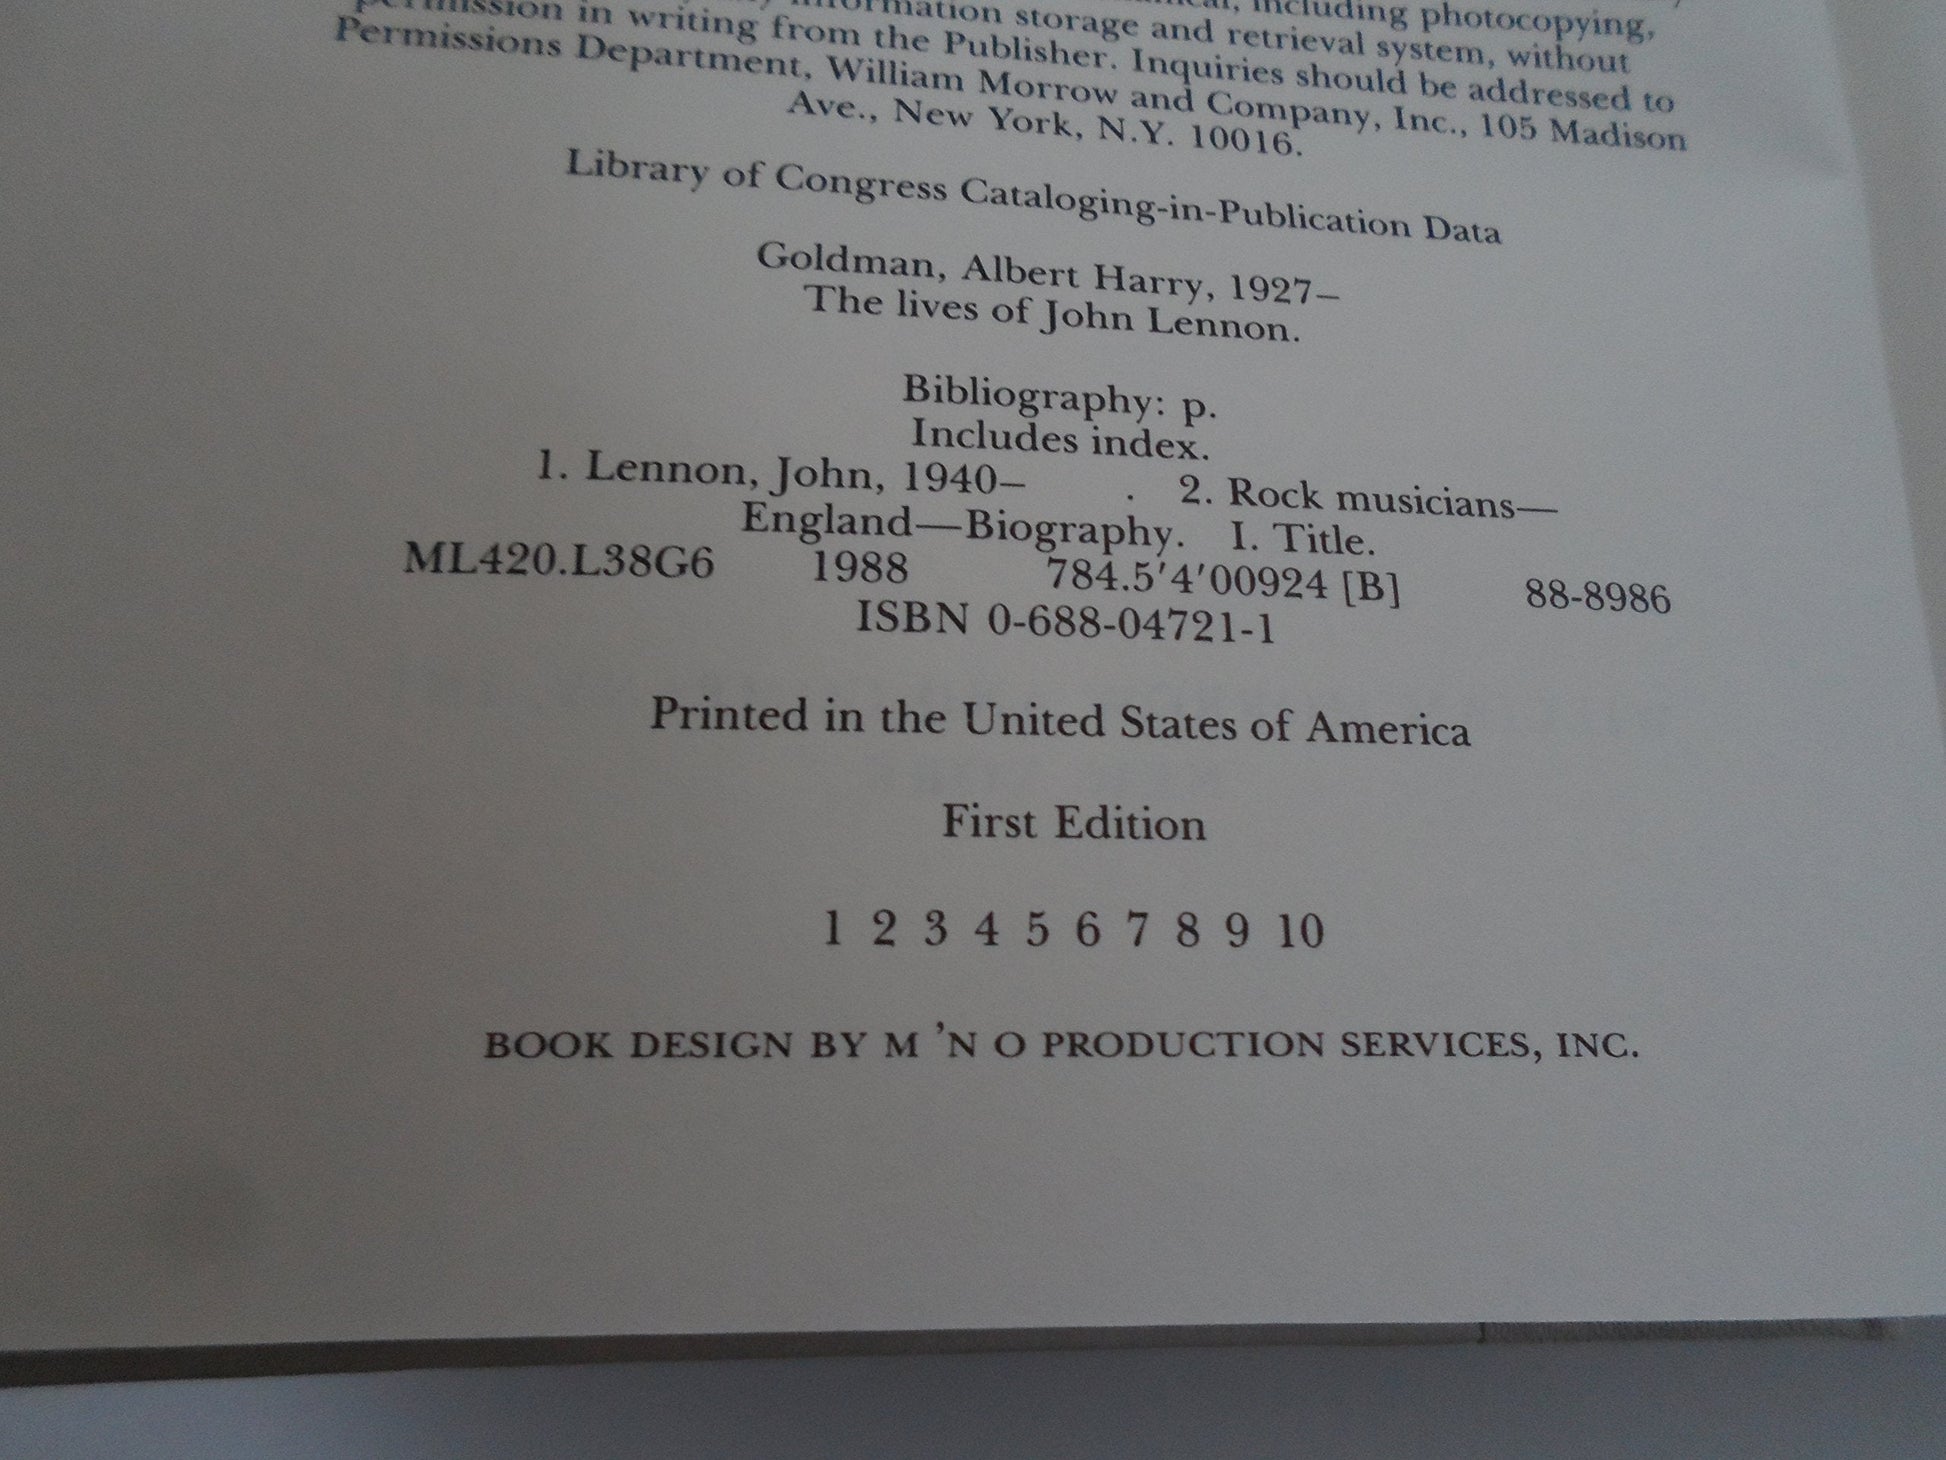 including photocopying,
information storage and retrieval system, without
permission in writing from the Publisher. Inquiries should be addressed to
Permissions Department, William Morrow and Company, Inc., 105 Madison
Ave., New York, N.Y. 10016.
Library of Congress Cataloging-in-Publication Data
Goldman, Albert Harry, 1927–
The lives of John Lennon.
Bibliography: p.
Includes index.
1. Lennon, John, 1940– . 2. Rock musicians—
England—Biography. I. Title.
ML420.L38G6 1988 784.5'4'00924 [B] 88-8986
ISBN 0-688-04721-1
Printed in the United States of America
First Edition
1 2 3 4 5 6 7 8 9 10
BOOK DESIGN BY M 'N O PRODUCTION SERVICES, INC.